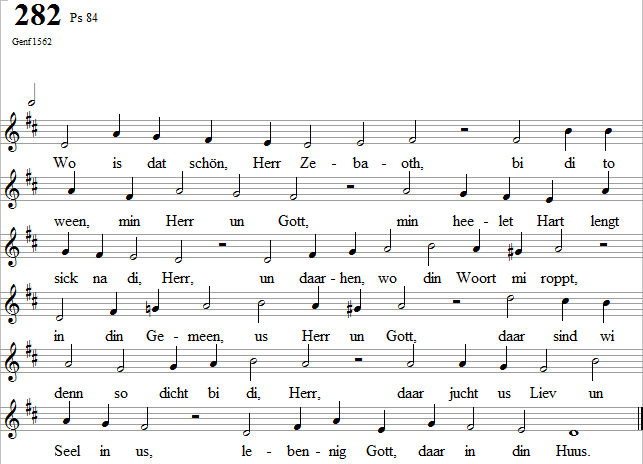 282 Ps 84
Genf 1562
Wo is dat schön, Herr Ze - ba - oth, bi di to
ween, min Herr un Gott, min hee - let Hart lengt
sick na di, Herr, un daar - hen, wo din Woort mi roppt,
in din Ge - meen, us Herr un Gott, daar sind wi
denn so dicht bi di, Herr, daar jucht us Liev un
Seel in us, le - ben - nig Gott, daar in din Huus.